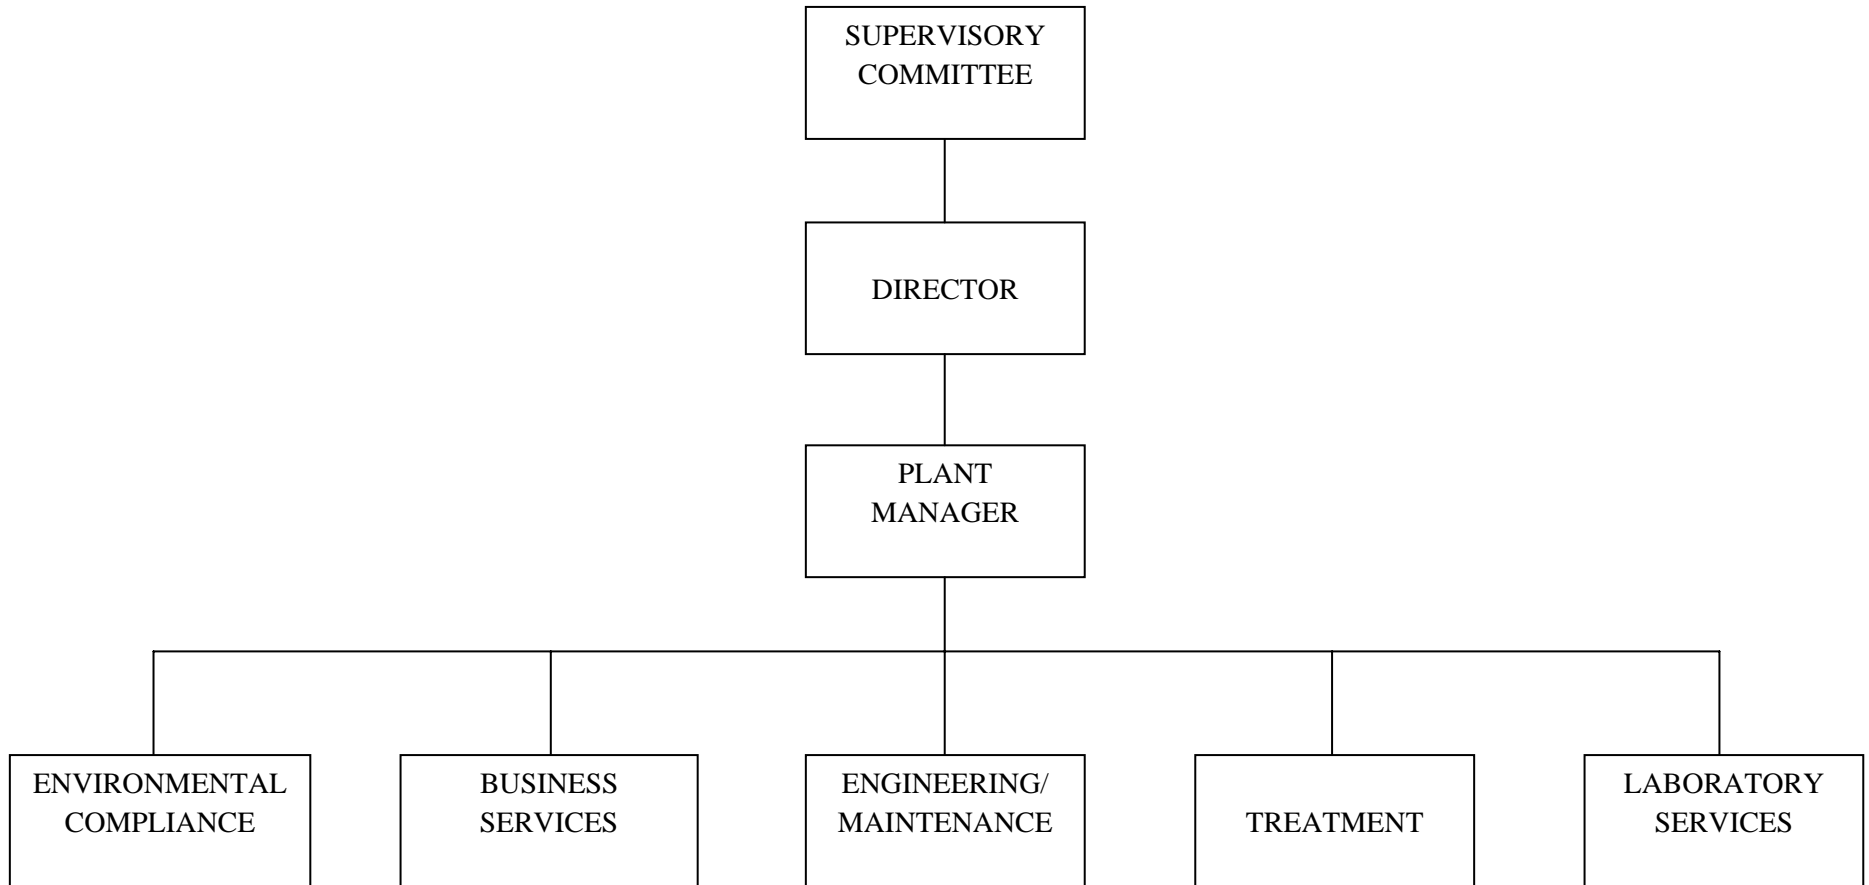 SUPERVISORY
COMMITTEE
DIRECTOR
PLANT
MANAGER
ENVIRONMENTAL
COMPLIANCE
BUSINESS
SERVICES
ENGINEERING/
MAINTENANCE
TREATMENT
LABORATORY
SERVICES